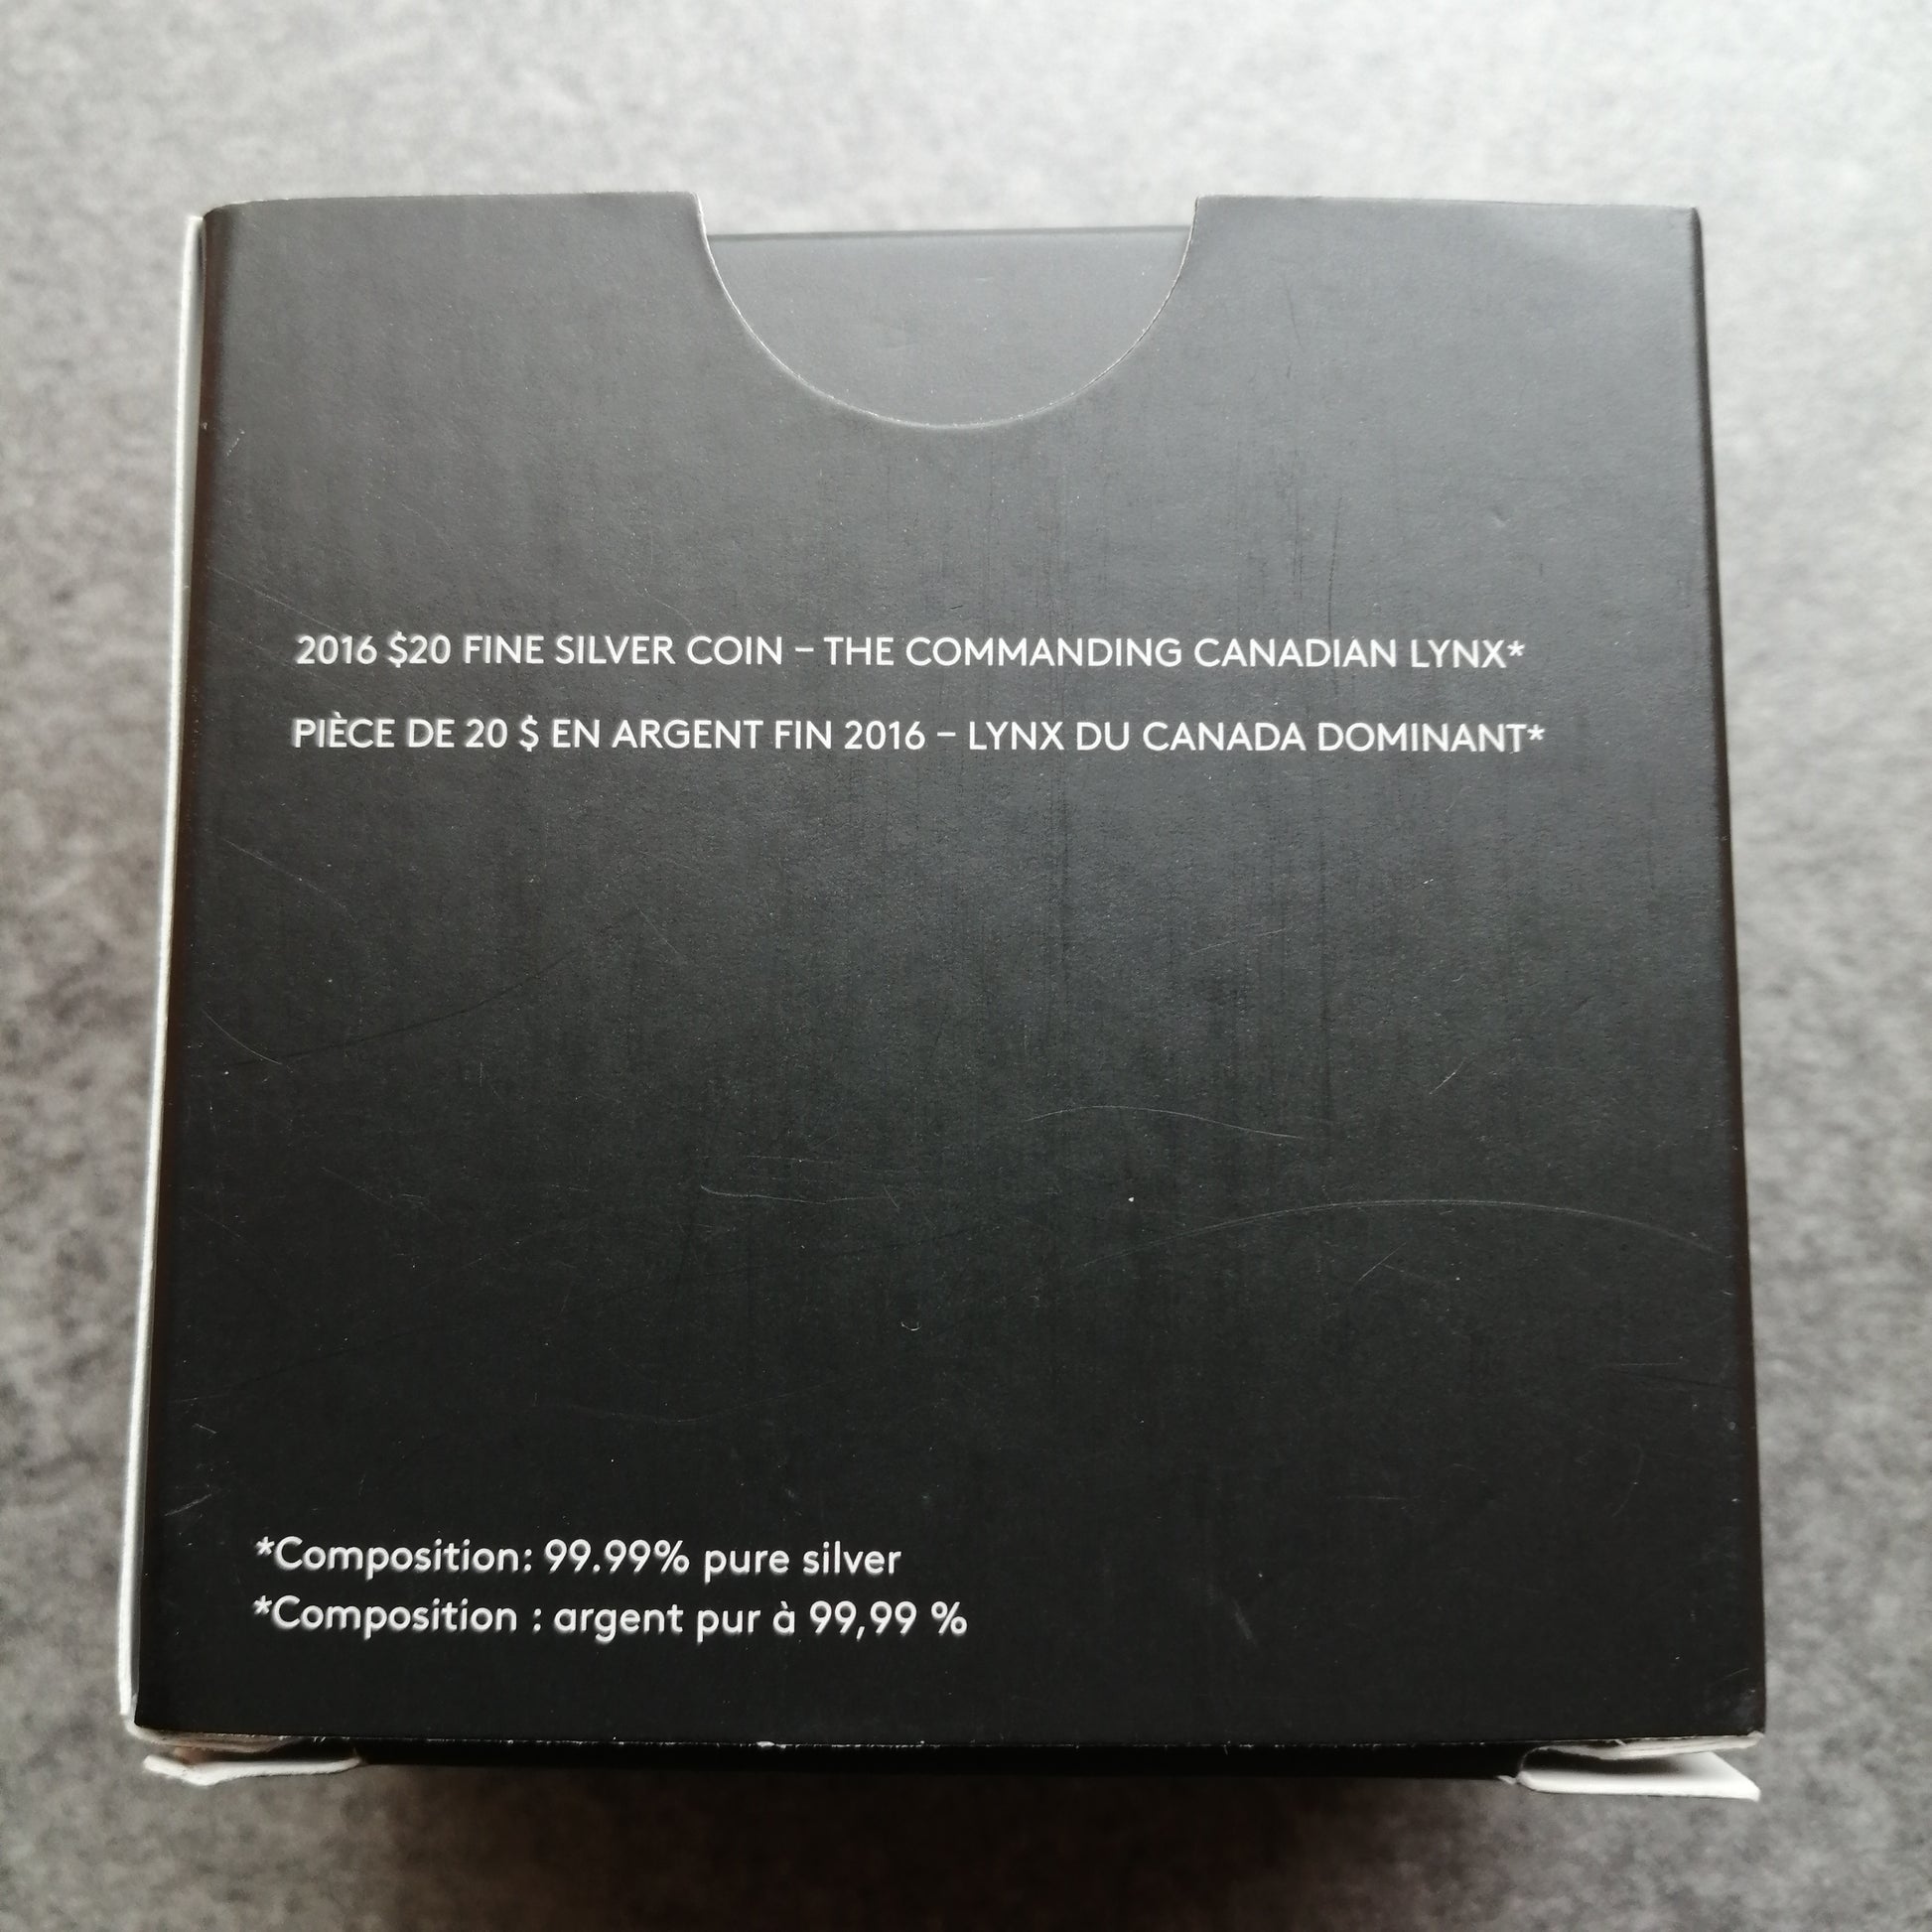 2016 $20 FINE SILVER COIN – THE COMMANDING CANADIAN LYNX*
PIÈCE DE 20 $ EN ARGENT FIN 2016 – LYNX DU CANADA DOMINANT*
*Composition: 99.99% pure silver
*Composition : argent pur à 99,99 %